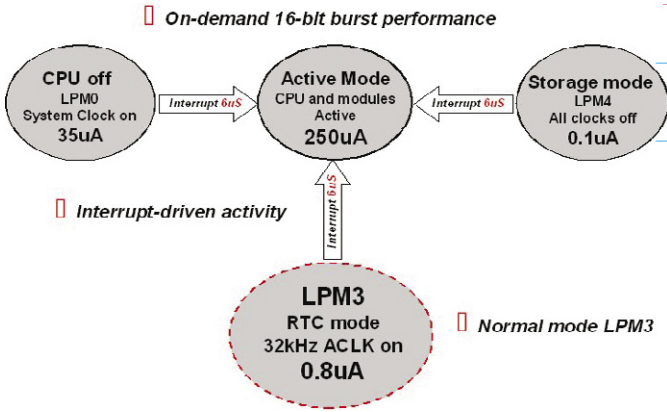 On-demand 16-bit burst performance
CPU off
LPM0
System Clock on
35uA
Interrupt 6uS
Active Mode
CPU and modules
Active
250uA
Interrupt 6uS
Storage mode
LPM4
All clocks off
0.1uA
Interrupt-driven activity
Interrupt 6uS
LPM3
RTC mode
32kHz ACLK on
0.8uA
Normal mode LPM3